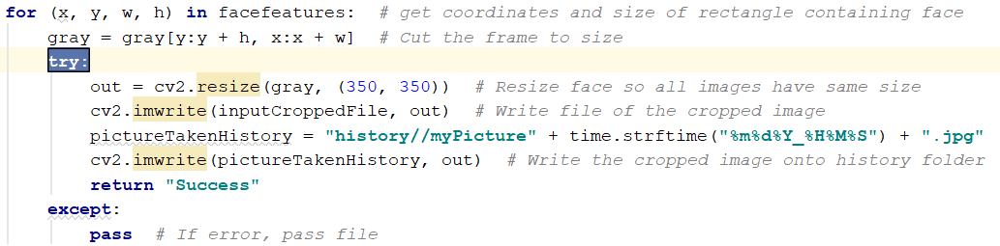 for (x, y, w, h) in facefeatures:  # get coordinates and size of rectangle containing face
    gray = gray[y:y + h, x:x + w]  # Cut the frame to size
    try:
        out = cv2.resize(gray, (350, 350))  # Resize face so all images have same size
        cv2.imwrite(inputCroppedFile, out)  # Write file of the cropped image
        pictureTakenHistory = "history//myPicture" + time.strftime("%m%d%Y_%H%M%S") + ".jpg"
        cv2.imwrite(pictureTakenHistory, out)  # Write the cropped image onto history folder
        return "Success"
    except:
        pass  # If error, pass file